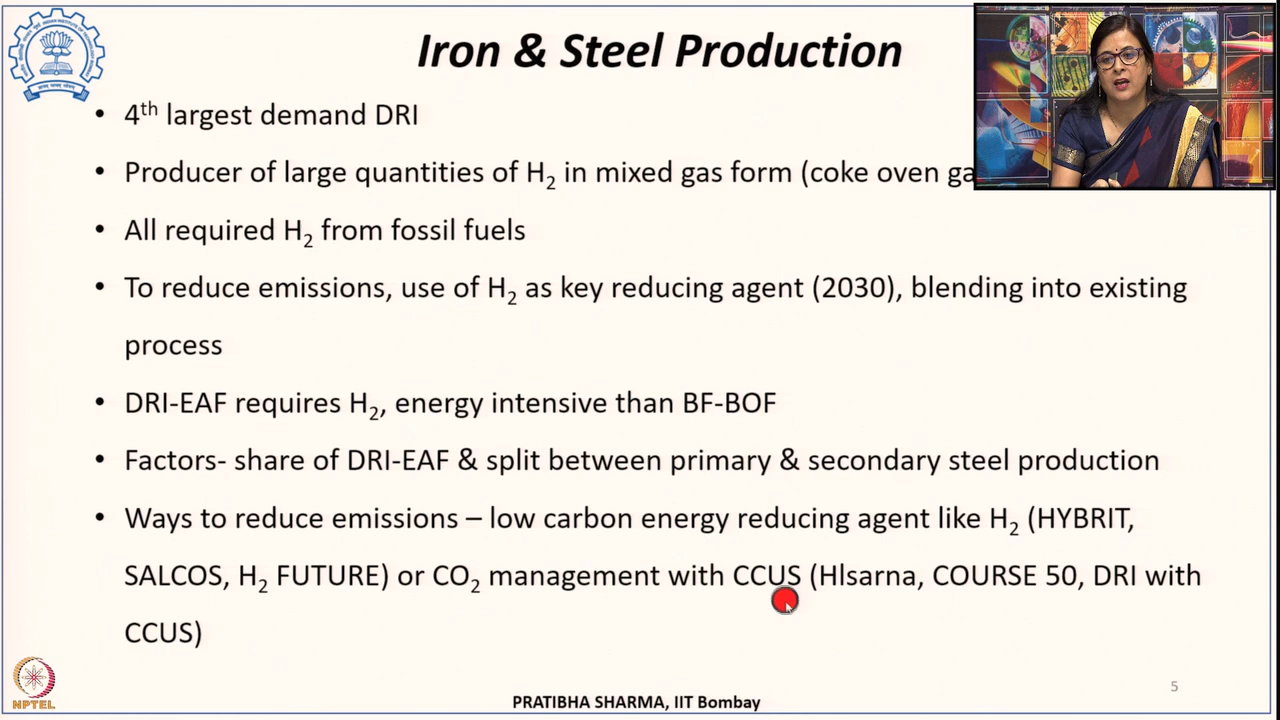 Iron & Steel Production
• 4th largest demand DRI
• Producer of large quantities of H2 in mixed gas form (coke oven ga
• All required H2 from fossil fuels
• To reduce emissions, use of H2 as key reducing agent (2030), blending into existing
process
• DRI-EAF requires H2, energy intensive than BF-BOF
• Factors- share of DRI-EAF & split between primary & secondary steel production
• Ways to reduce emissions – low carbon energy reducing agent like H2 (HYBRIT,
SALCOS, H2 FUTURE) or CO2 management with CCUS (Hlsarna, COURSE 50, DRI with
CCUS)
5
NPTEL
PRATIBHA SHARMA, IIT Bombay